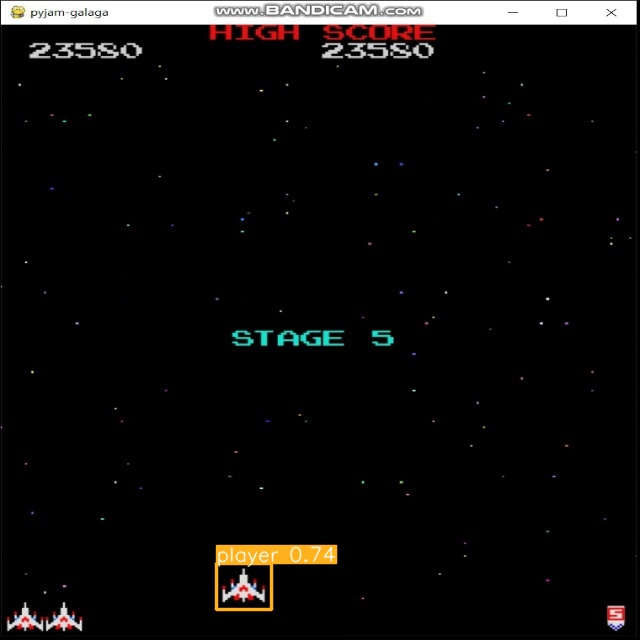 pyjam-galaga
www.BANDICAM.com
HIGH SCORE
23580 23580
STAGE 5
player 0.74
5